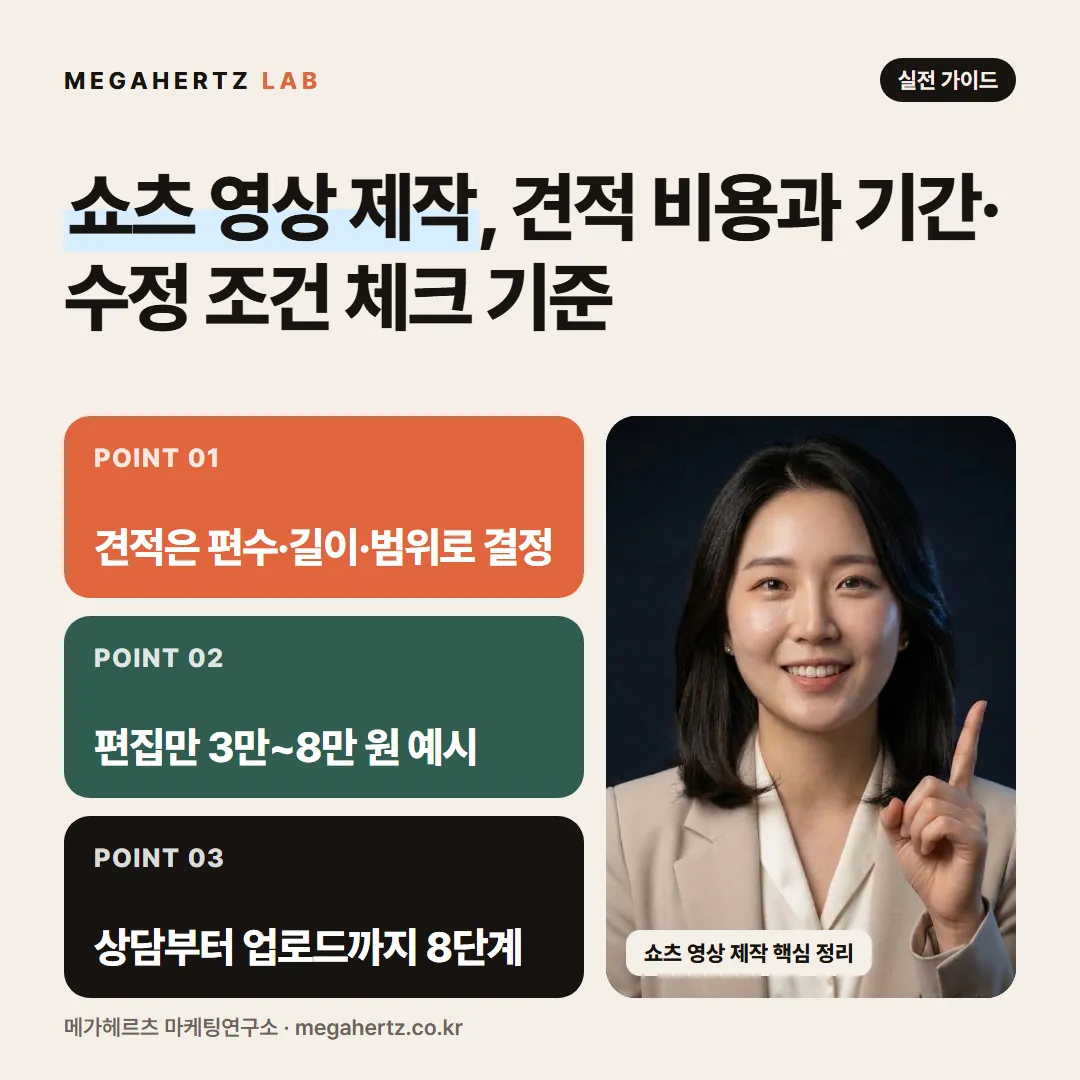 MEGAHERTZ LAB
실전 가이드
쇼츠 영상 제작, 견적 비용과 기간·
수정 조건 체크 기준
POINT 01
견적은 편수·길이·범위로 결정
POINT 02
편집만 3만~8만 원 예시
POINT 03
상담부터 업로드까지 8단계
쇼츠 영상 제작 핵심 정리
메가헤르츠 마케팅연구소 · megahertz.co.kr